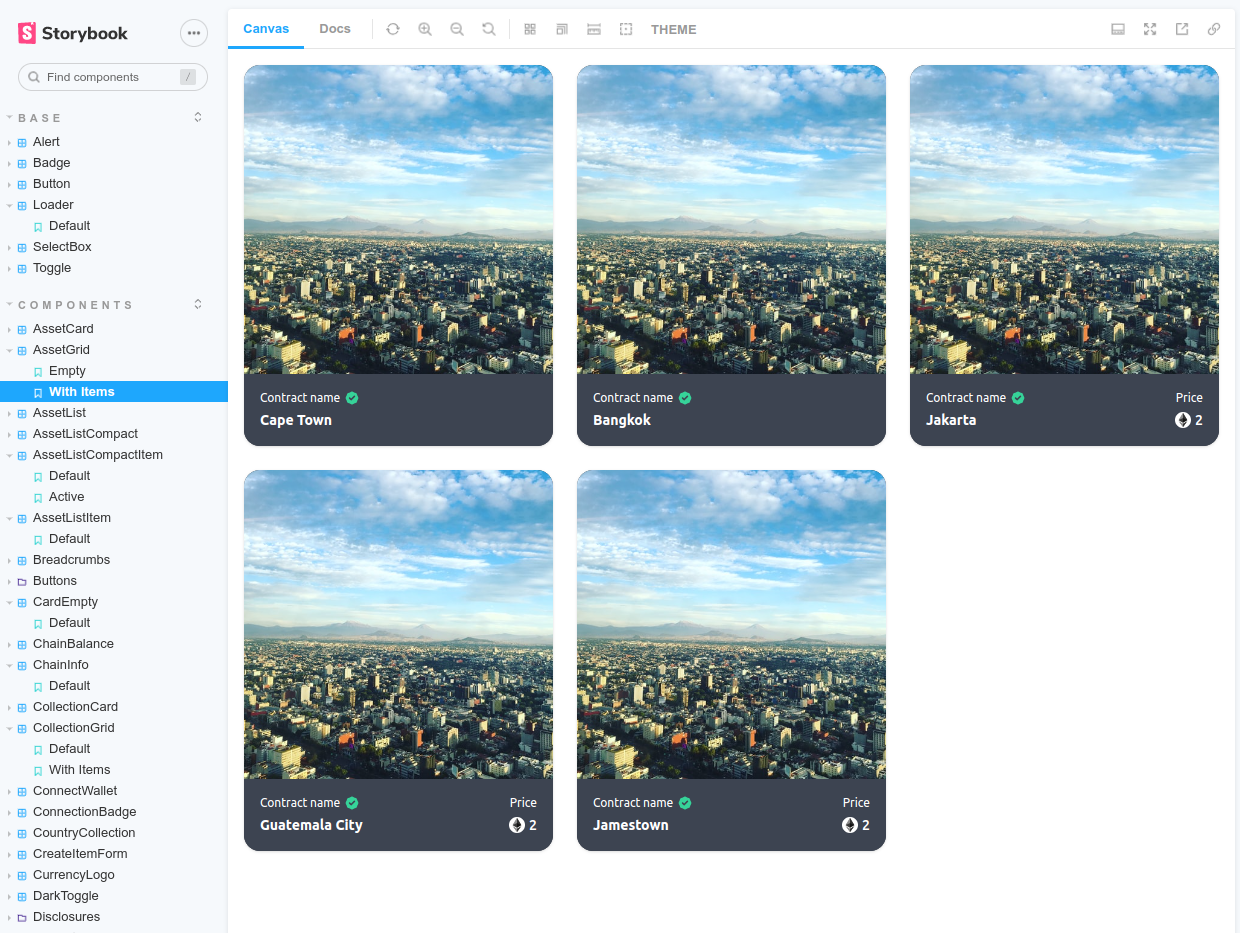 Storybook
Find components /
BASE
Alert
Badge
Button
Loader
Default
SelectBox
Toggle
COMPONENTS
AssetCard
AssetGrid
Empty
With Items
AssetList
AssetListCompact
AssetListCompactItem
Default
Active
AssetListItem
Default
Breadcrumbs
Buttons
CardEmpty
Default
ChainBalance
ChainInfo
Default
CollectionCard
CollectionGrid
Default
With Items
ConnectWallet
ConnectionBadge
CountryCollection
CreateItemForm
CurrencyLogo
DarkToggle
Disclosures
Canvas Docs THEME
Contract name
Cape Town
Contract name
Bangkok
Contract name Price
Jakarta 2
Contract name Price
Guatemala City 2
Contract name Price
Jamestown 2